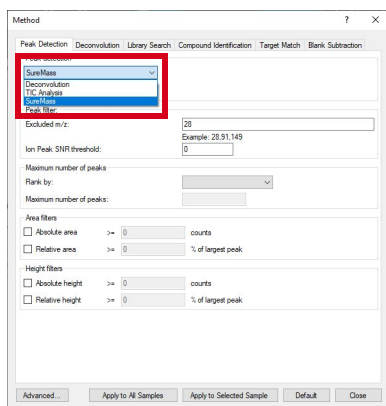 Method ? ×
Peak Detection Deconvolution Library Search Compound Identification Target Match Blank Subtraction
SureMass
Deconvolution
TIC Analysis
SureMass
Peak filter:
Excluded m/z: 28
Example: 28,91,149
Ion Peak SNR threshold: 0
Maximum number of peaks
Rank by:
Maximum number of peaks:
Area filters
Absolute area >= 0 counts
Relative area >= 0 % of largest peak
Height filters
Absolute height >= 0 counts
Relative height >= 0 % of largest peak
Advanced... Apply to All Samples Apply to Selected Sample Default Close